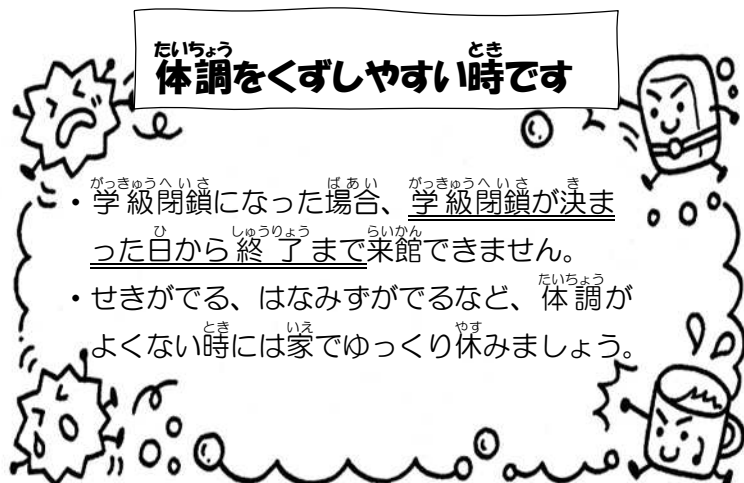 体調をくずしやすい時です
・学級閉鎖になった場合、学級閉鎖が決ま
った日から終了まで来館できません。
・せきがでる、はなみずがでるなど、体調が
よくない時には家でゆっくり休みましょう。